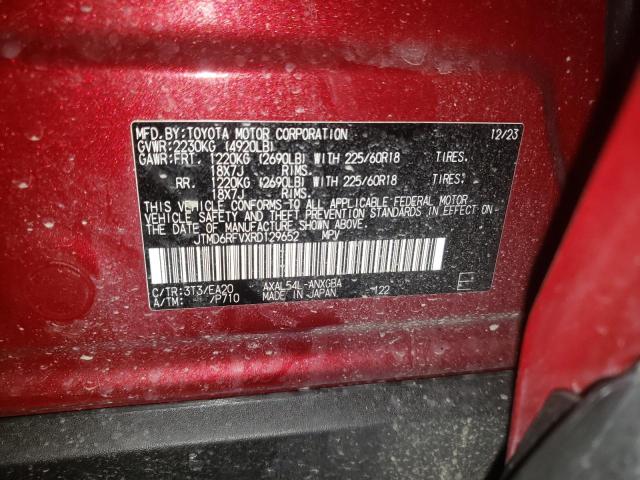 MFD. BY: TOYOTA MOTOR CORPORATION 12/23
GVWR: 2230KG (4920LB)
GAWR: FRT. 1220KG (2690LB) WITH 225/60R18 TIRES.
18X7J RIMS.
RR. 1220KG (2690LB) WITH 225/60R18 TIRES.
18X7J RIMS.
THIS VEHICLE CONFORMS TO ALL APPLICABLE FEDERAL MOTOR
VEHICLE SAFETY AND THEFT PREVENTION STANDARDS IN EFFECT ON
THE DATE OF MANUFACTURE SHOWN ABOVE.
JTMD6RFVXRD129652 MPV
C/TR: 3T3/EA20 AXAL54L-ANXGBA 122
A/TM: 7P710 MADE IN JAPAN